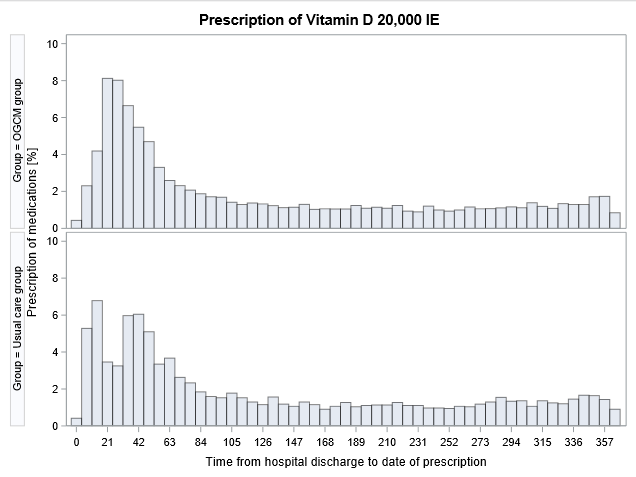 Prescription of Vitamin D 20,000 IE
Group = OGCM group
Group = Usual care group
Prescription of medications [%]
10
8
6
4
2
0
10
8
6
4
2
0
0 21 42 63 84 105 126 147 168 189 210 231 252 273 294 315 336 357
Time from hospital discharge to date of prescription